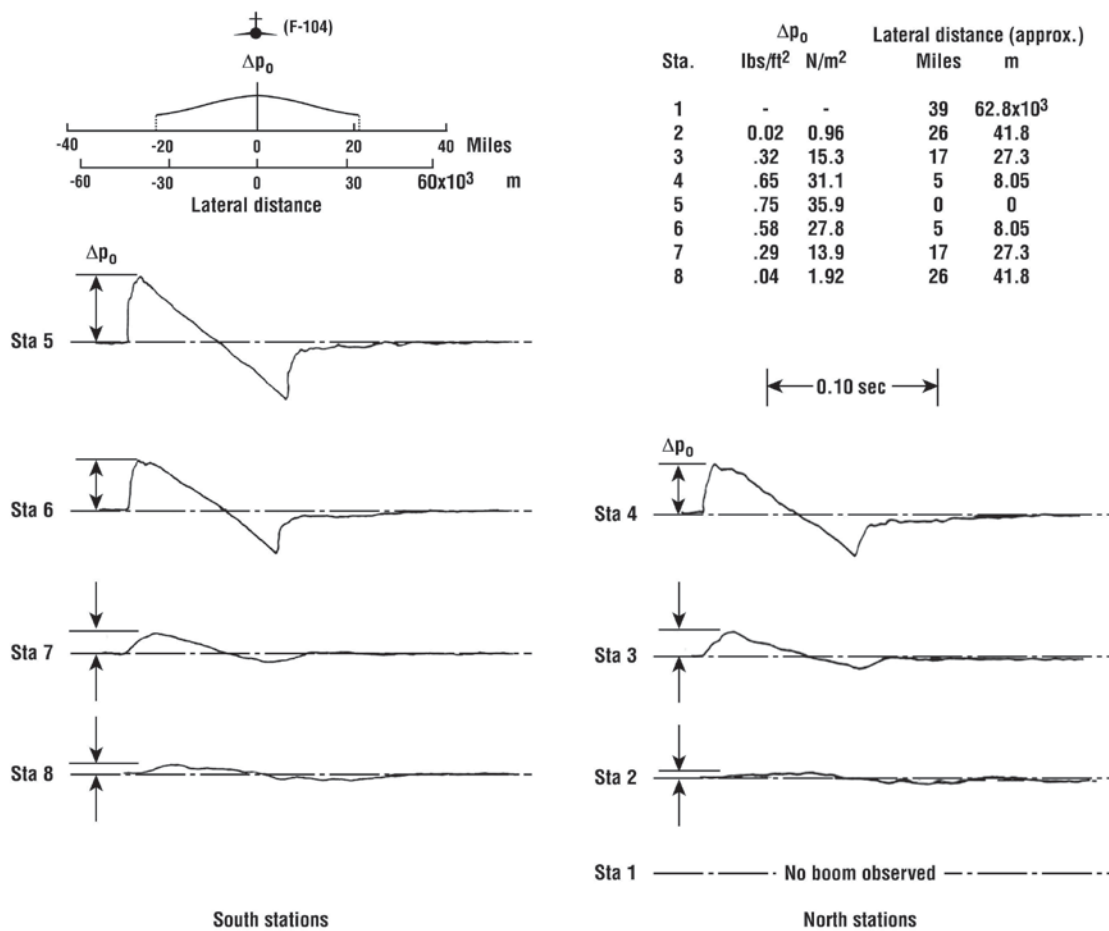 (F-104)
Δp₀
-40 -20 0 20 40 Miles
-60 -30 0 30 60x10³ m
Lateral distance
Δp₀ Lateral distance (approx.)
Sta. lbs/ft² N/m² Miles m
1 - - 39 62.8x10³
2 0.02 0.96 26 41.8
3 .32 15.3 17 27.3
4 .65 31.1 5 8.05
5 .75 35.9 0 0
6 .58 27.8 5 8.05
7 .29 13.9 17 27.3
8 .04 1.92 26 41.8
0.10 sec
Δp₀
Sta 5
Sta 6
Sta 7
Sta 8
South stations
Δp₀
Sta 4
Sta 3
Sta 2
Sta 1 No boom observed
North stations